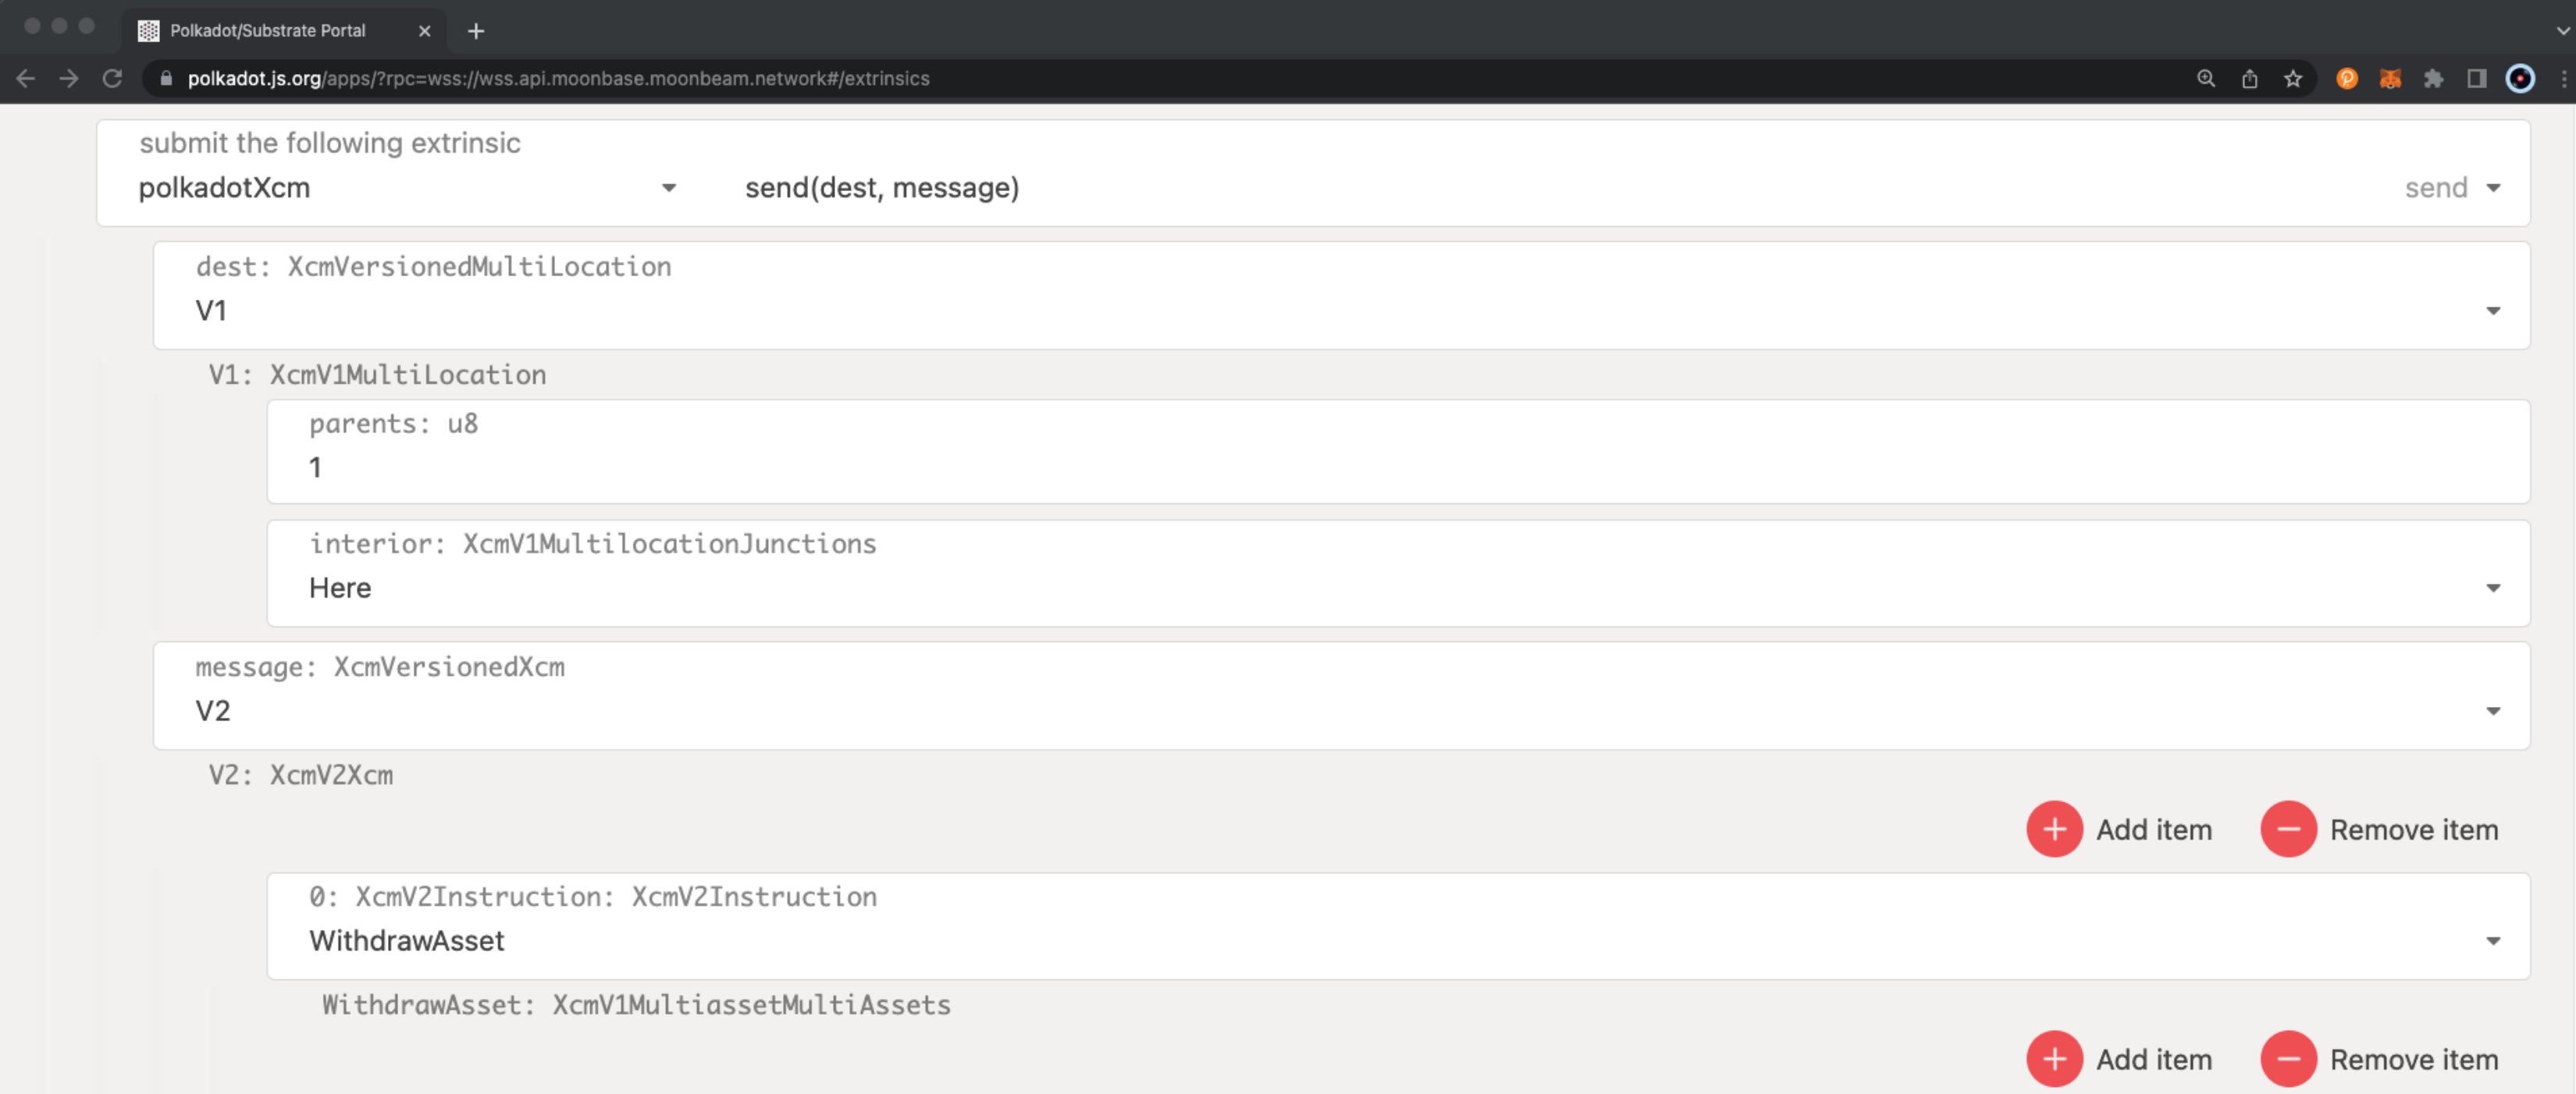 Polkadot/Substrate Portal
polkadot.js.org/apps/?rpc=wss://wss.api.moonbase.moonbeam.network#/extrinsics
submit the following extrinsic
polkadotXcm send(dest, message) send
dest: XcmVersionedMultiLocation
V1
V1: XcmV1MultiLocation
parents: u8
1
interior: XcmV1MultilocationJunctions
Here
message: XcmVersionedXcm
V2
V2: XcmV2Xcm
Add item Remove item
0: XcmV2Instruction: XcmV2Instruction
WithdrawAsset
WithdrawAsset: XcmV1MultiassetMultiAssets
Add item Remove item